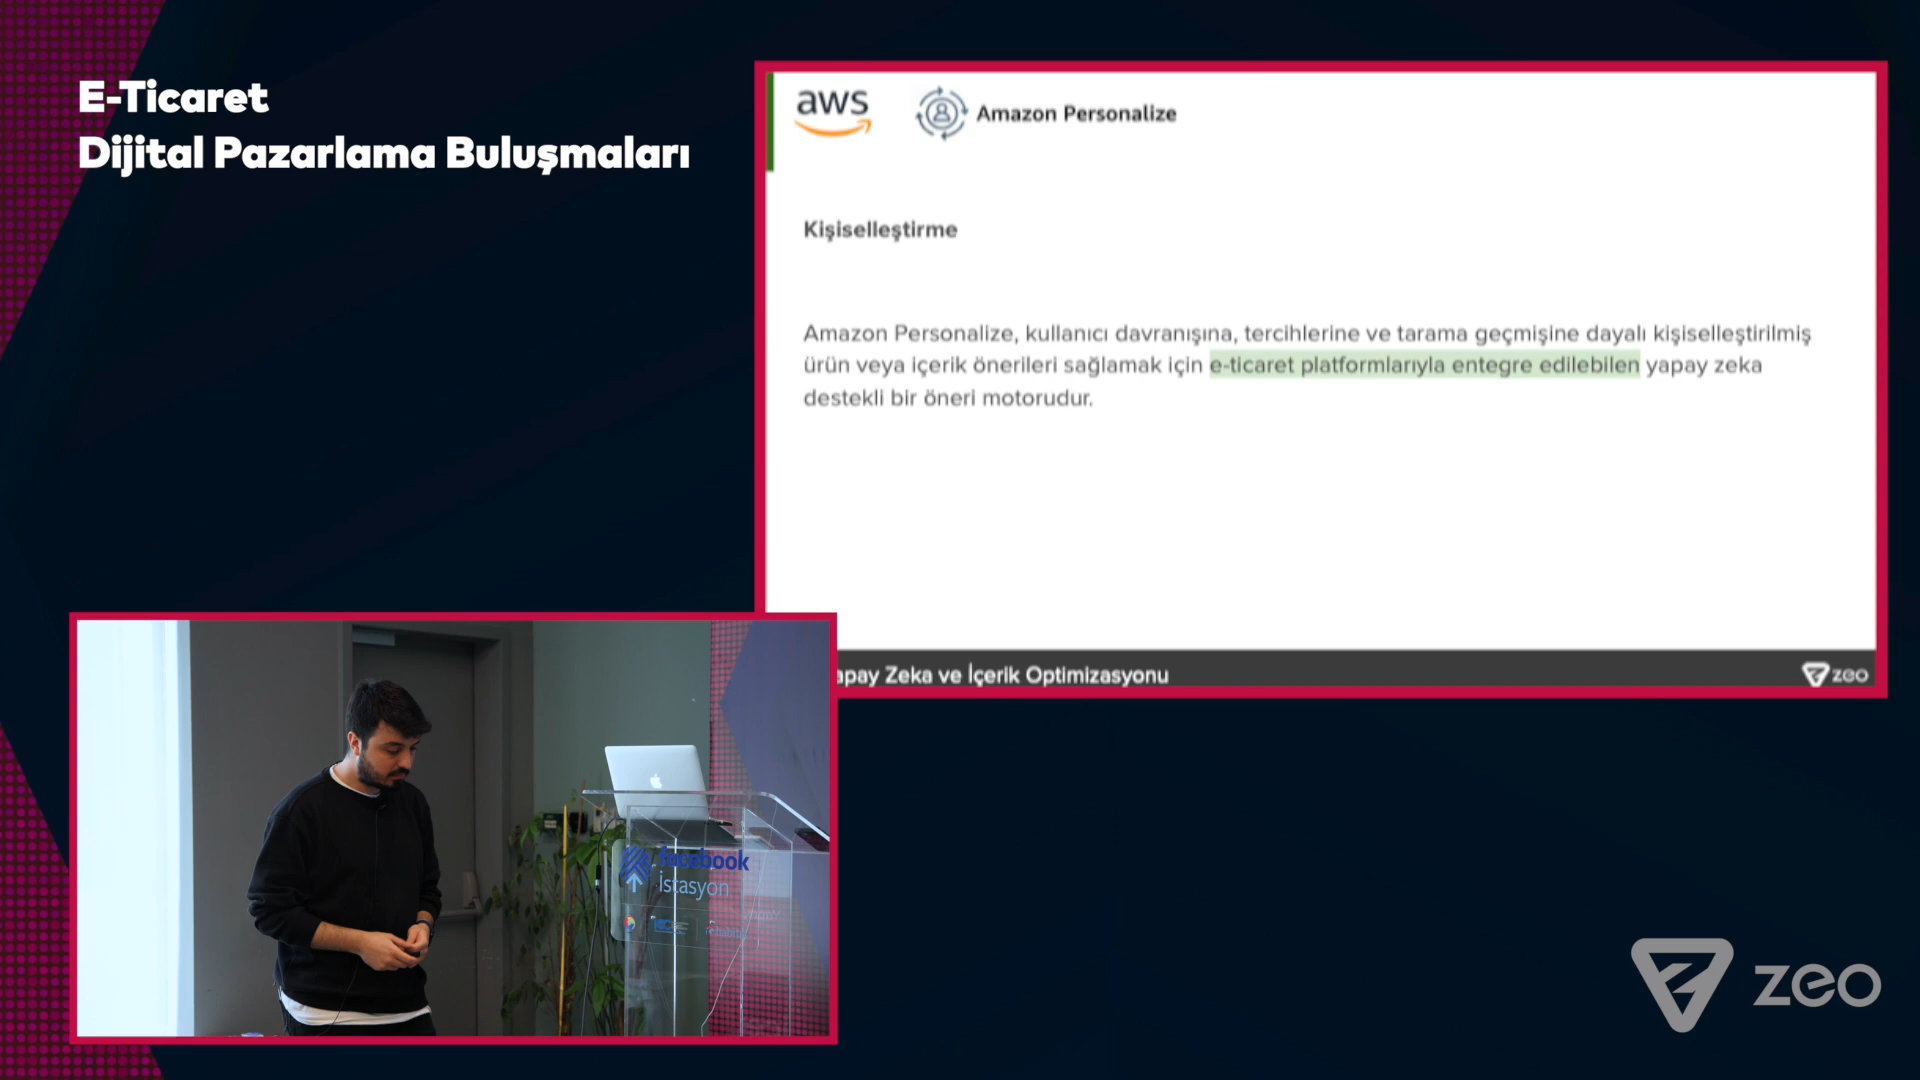 E-Ticaret
Dijital Pazarlama Buluşmaları
aws
Amazon Personalize
Kişiselleştirme
Amazon Personalize, kullanıcı davranışına, tercihlerine ve tarama geçmişine dayalı kişiselleştirilmiş
ürün veya içerik önerileri sağlamak için e-ticaret platformlarıyla entegre edilebilen yapay zeka
destekli bir öneri motorudur.
apay Zeka ve İçerik Optimizasyonu
zeo
facebook
istasyon
zeo